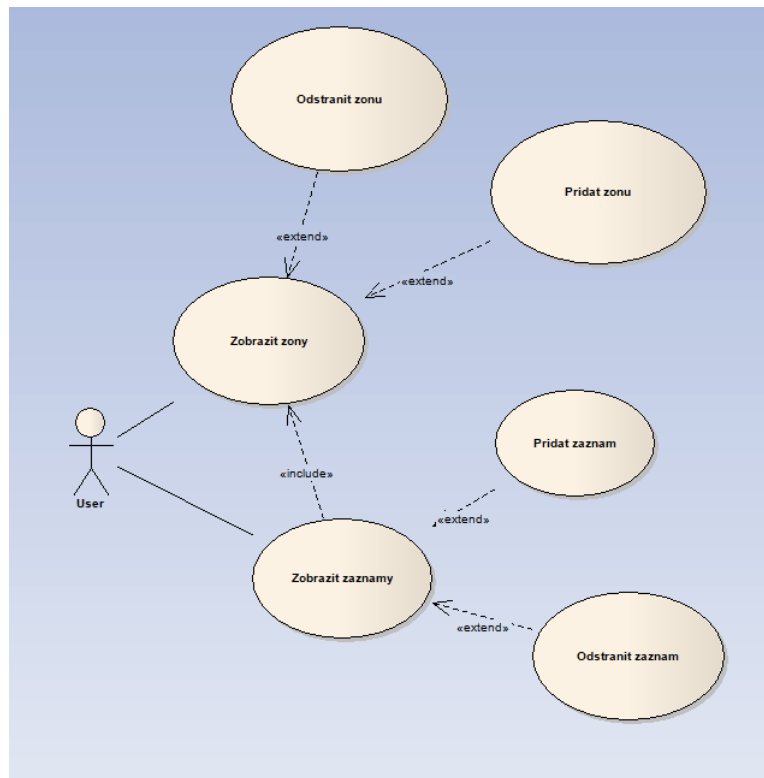 Odstranit zonu
Pridat zonu
«extend»
«extend»
Zobrazit zony
Pridat zaznam
«include»
User
«extend»
Zobrazit zaznamy
«extend»
Odstranit zaznam